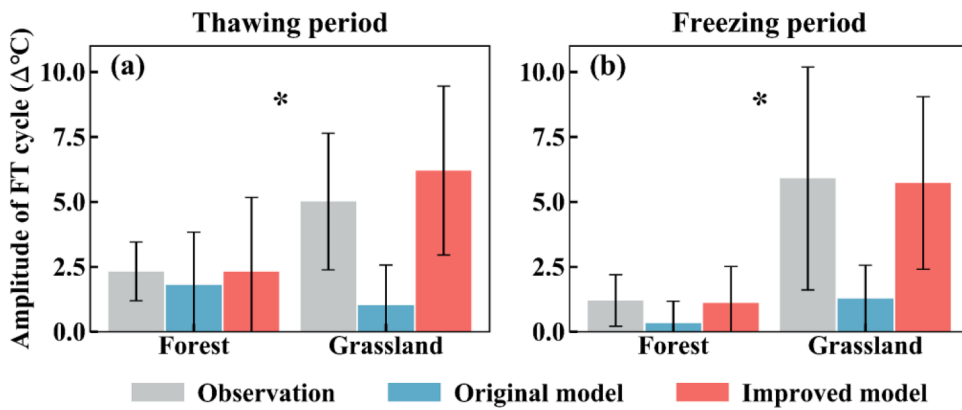 Thawing period
Freezing period
Amplitude of FT cycle (Δ°C)
(a)
*
10.0
7.5
5.0
2.5
0.0
Forest
Grassland
(b)
*
10.0
7.5
5.0
2.5
0.0
Forest
Grassland
Observation
Original model
Improved model